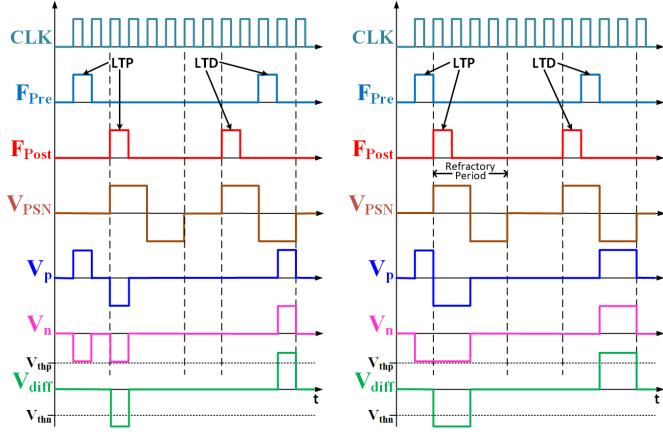 CLK
LTP
LTD
F_Pre
F_Post
V_PSN
V_p
V_n
V_thp
V_diff
V_thn
t
CLK
LTP
LTD
F_Pre
F_Post
Refractory
Period
V_PSN
V_p
V_n
V_thp
V_diff
V_thn
t